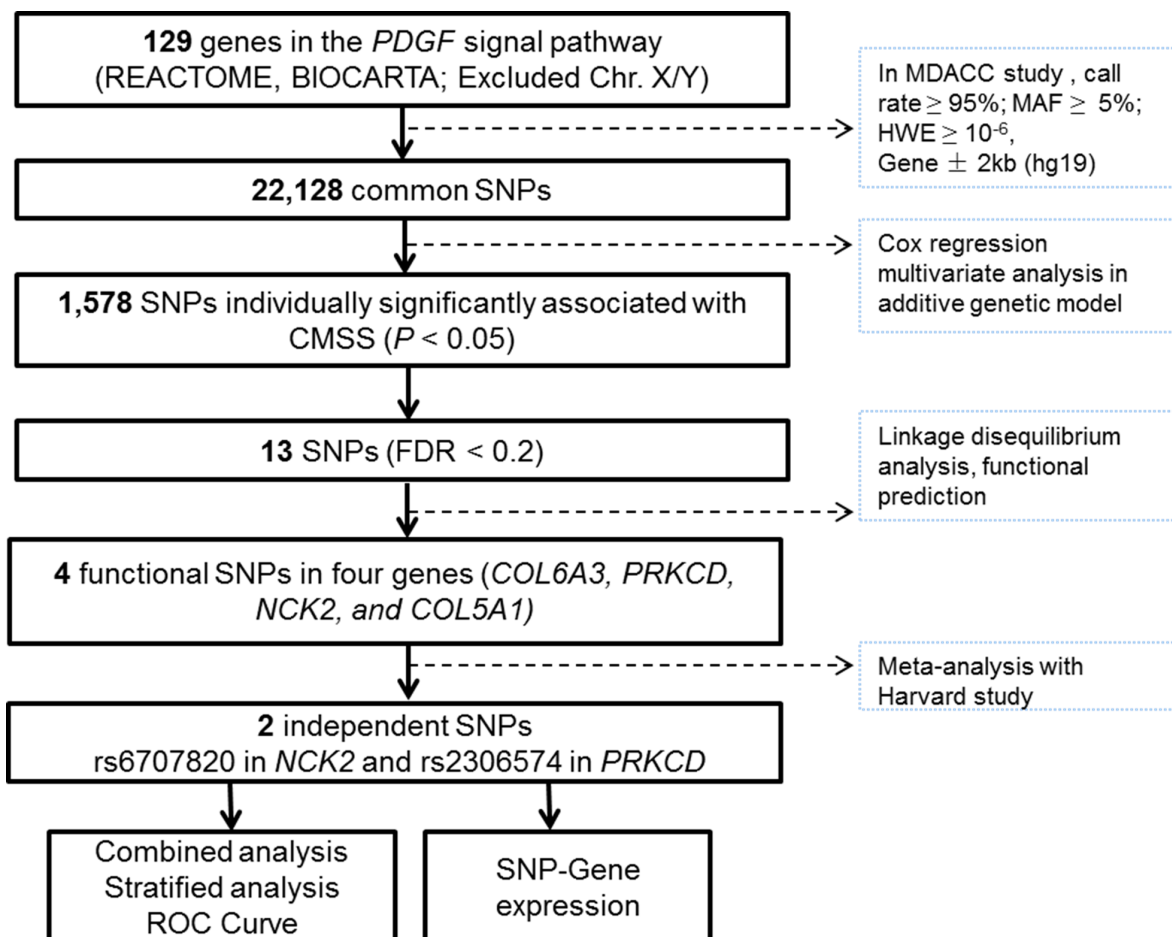 129 genes in the PDGF signal pathway
(REACTOME, BIOCARTA; Excluded Chr. X/Y)
In MDACC study , call
rate ≥ 95%; MAF ≥ 5%;
HWE ≥ 10⁻⁶,
Gene ± 2kb (hg19)
22,128 common SNPs
Cox regression
multivariate analysis in
additive genetic model
1,578 SNPs individually significantly associated with
CMSS (P < 0.05)
13 SNPs (FDR < 0.2)
Linkage disequilibrium
analysis, functional
prediction
4 functional SNPs in four genes (COL6A3, PRKCD,
NCK2, and COL5A1)
Meta-analysis with
Harvard study
2 independent SNPs
rs6707820 in NCK2 and rs2306574 in PRKCD
Combined analysis
Stratified analysis
ROC Curve
SNP-Gene
expression